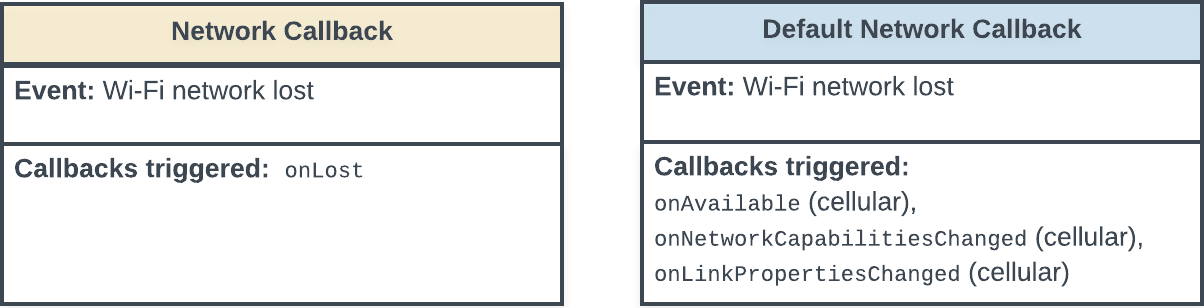 Network Callback
Event: Wi-Fi network lost
Callbacks triggered: onLost
Default Network Callback
Event: Wi-Fi network lost
Callbacks triggered:
onAvailable (cellular),
onNetworkCapabilitiesChanged (cellular),
onLinkPropertiesChanged (cellular)